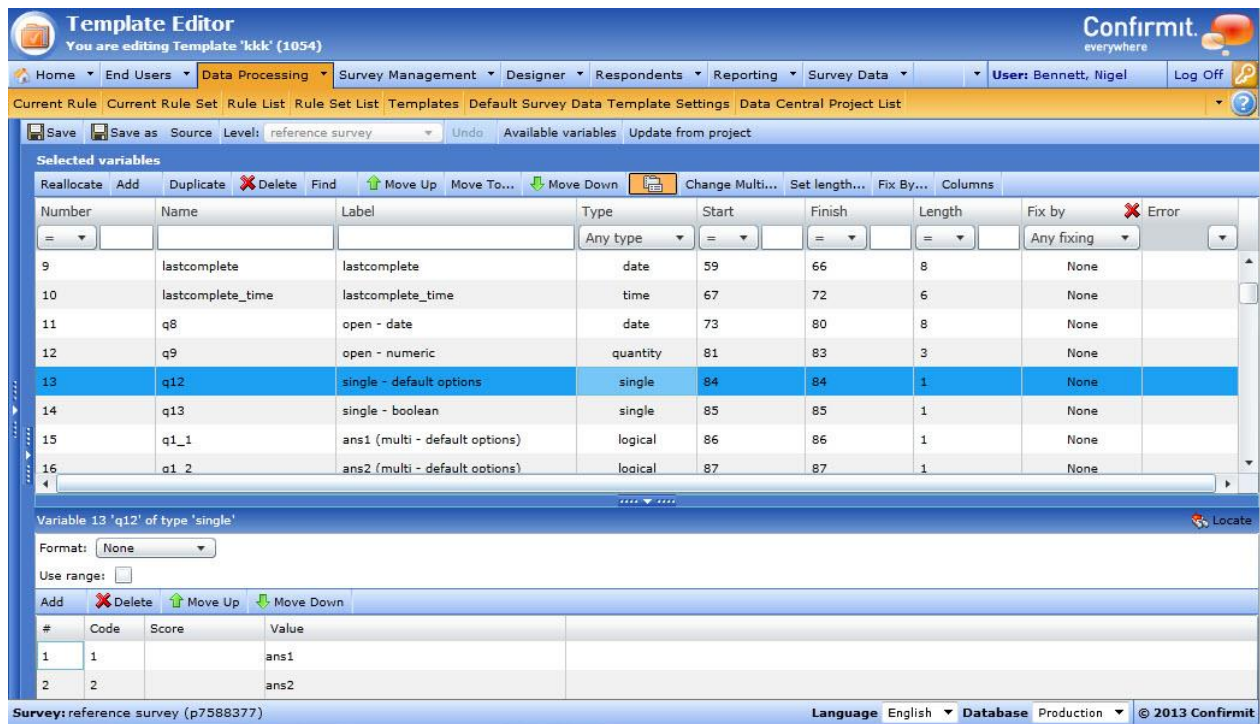 Template Editor
You are editing Template 'kkk' (1054)
Confirmit.
everywhere
Home End Users Data Processing Survey Management Designer Respondents Reporting Survey Data User: Bennett, Nigel Log Off
Current Rule Current Rule Set Rule List Rule Set List Templates Default Survey Data Template Settings Data Central Project List
Save Save as Source Level: reference survey Undo Available variables Update from project
Selected variables
Reallocate Add Duplicate Delete Find Move Up Move To... Move Down Change Multi... Set length... Fix By... Columns
Number Name Label Type Start Finish Length Fix by Error
= Any type = = = Any fixing
9 lastcomplete lastcomplete date 59 66 8 None
10 lastcomplete_time lastcomplete_time time 67 72 6 None
11 q8 open - date date 73 80 8 None
12 q9 open - numeric quantity 81 83 3 None
13 q12 single - default options single 84 84 1 None
14 q13 single - boolean single 85 85 1 None
15 q1_1 ans1 (multi - default options) logical 86 86 1 None
16 q1_2 ans2 (multi - default options) logical 87 87 1 None
Variable 13 'q12' of type 'single' Locate
Format: None
Use range:
Add Delete Move Up Move Down
# Code Score Value
1 1 ans1
2 2 ans2
Survey: reference survey (p7588377) Language English Database Production © 2013 Confirmit